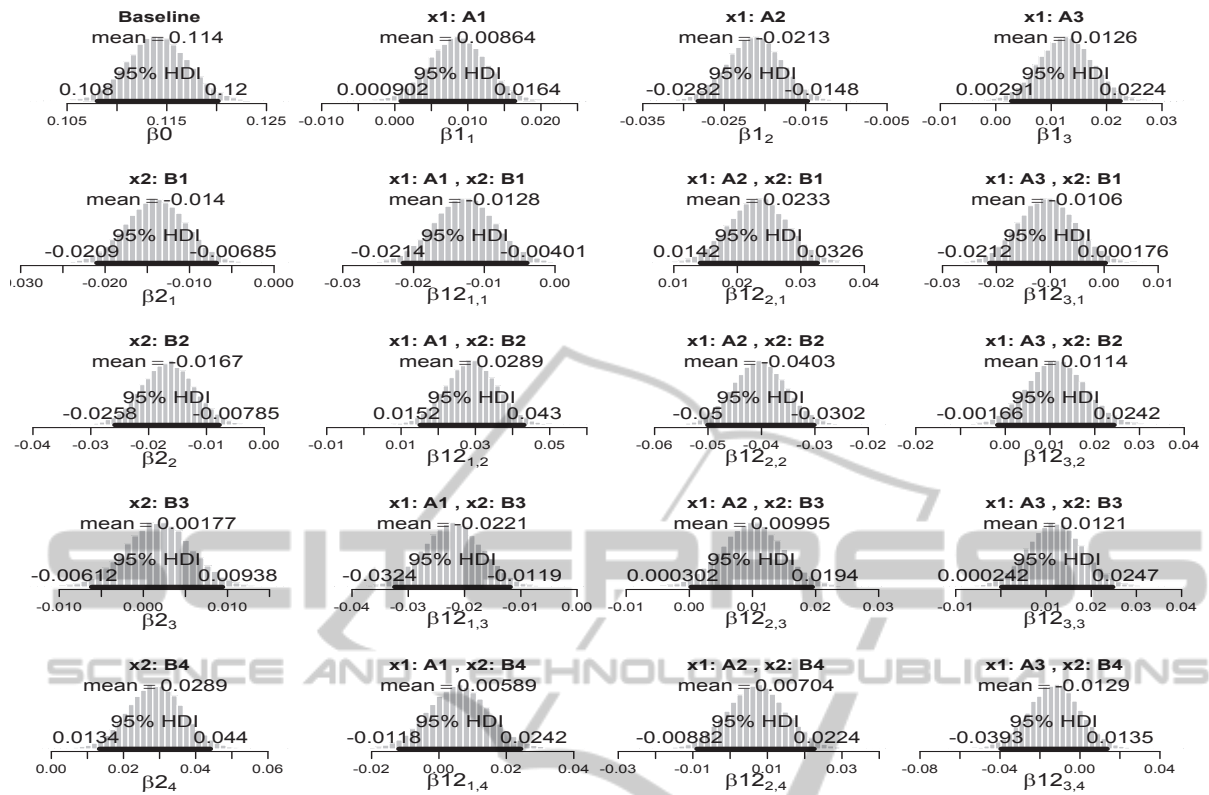 Baseline
mean = 0.114
95% HDI
0.108 0.12
0.105 0.115 0.125
β0
x1: A1
mean = 0.00864
95% HDI
0.000902 0.0164
-0.010 0.000 0.010 0.020
β1₁
x1: A2
mean = -0.0213
95% HDI
-0.0282 -0.0148
-0.035 -0.025 -0.015 -0.005
β1₂
x1: A3
mean = 0.0126
95% HDI
0.00291 0.0224
-0.01 0.00 0.01 0.02 0.03
β1₃
x2: B1
mean = -0.014
95% HDI
-0.0209 -0.00685
-0.030 -0.020 -0.010 0.000
β2₁
x1: A1 , x2: B1
mean = -0.0128
95% HDI
-0.0214 -0.00401
-0.03 -0.02 -0.01 0.00
β12₁,₁
x1: A2 , x2: B1
mean = 0.0233
95% HDI
0.0142 0.0326
0.01 0.02 0.03 0.04
β12₂,₁
x1: A3 , x2: B1
mean = -0.0106
95% HDI
-0.0212 0.000176
-0.03 -0.02 -0.01 0.00 0.01
β12₃,₁
x2: B2
mean = -0.0167
95% HDI
-0.0258 -0.00785
-0.04 -0.03 -0.02 -0.01 0.00
β2₂
x1: A1 , x2: B2
mean = 0.0289
95% HDI
0.0152 0.043
-0.01 0.01 0.03 0.05
β12₁,₂
x1: A2 , x2: B2
mean = -0.0403
95% HDI
-0.05 -0.0302
-0.06 -0.05 -0.04 -0.03 -0.02
β12₂,₂
x1: A3 , x2: B2
mean = 0.0114
95% HDI
-0.00166 0.0242
-0.02 0.00 0.01 0.02 0.03 0.04
β12₃,₂
x2: B3
mean = 0.00177
95% HDI
-0.00612 0.00938
-0.010 0.000 0.010
β2₃
x1: A1 , x2: B3
mean = -0.0221
95% HDI
-0.0324 -0.0119
-0.04 -0.03 -0.02 -0.01 0.00
β12₁,₃
x1: A2 , x2: B3
mean = 0.00995
95% HDI
0.000302 0.0194
-0.01 0.00 0.01 0.02 0.03
β12₂,₃
x1: A3 , x2: B3
mean = 0.0121
95% HDI
0.000242 0.0247
-0.01 0.01 0.02 0.03 0.04
β12₃,₃
SCITEPRESS
SCIENCE AND TECHNOLOGY PUBLICATIONS
x2: B4
mean = 0.0289
95% HDI
0.0134 0.044
0.00 0.02 0.04 0.06
β2₄
x1: A1 , x2: B4
mean = 0.00589
95% HDI
-0.0118 0.0242
-0.02 0.00 0.02 0.04
β12₁,₄
x1: A2 , x2: B4
mean = 0.00704
95% HDI
-0.00882 0.0224
-0.03 -0.01 0.01 0.03
β12₂,₄
x1: A3 , x2: B4
mean = -0.0129
95% HDI
-0.0393 0.0135
-0.08 -0.04 0.00 0.04
β12₃,₄